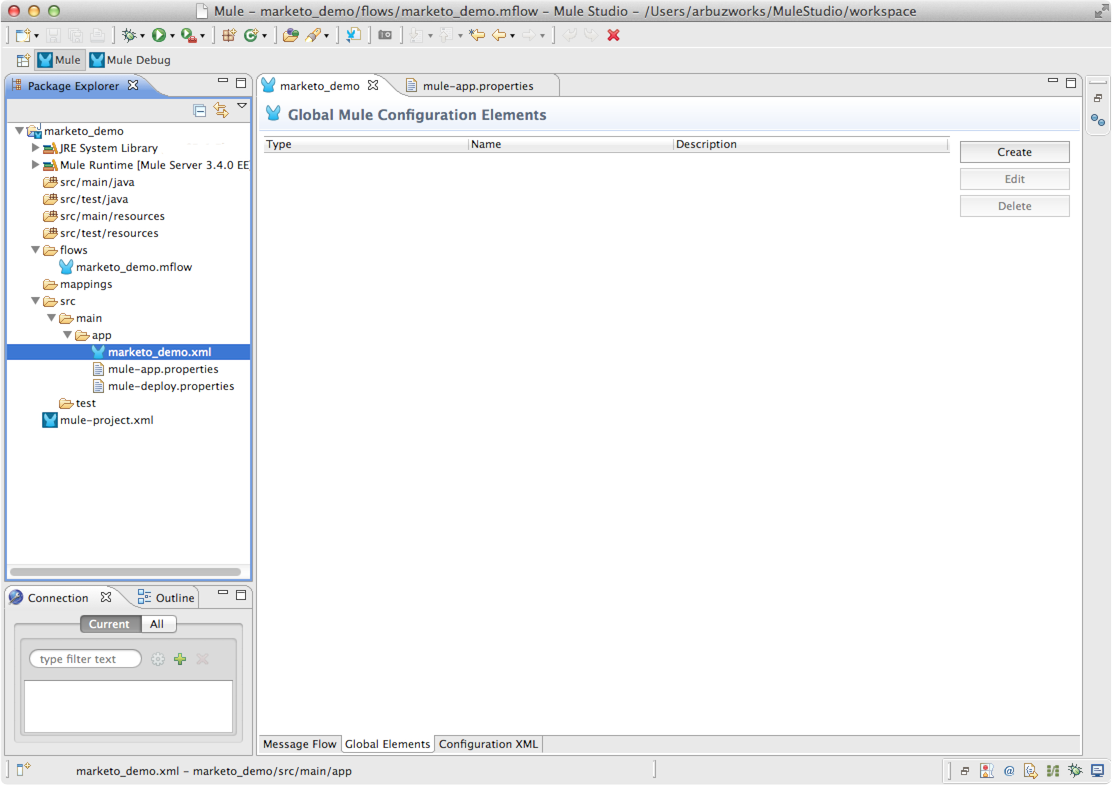 Mule – marketo_demo/flows/marketo_demo.mflow – Mule Studio – /Users/arbuzworks/MuleStudio/workspace
Mule
Mule Debug
Package Explorer
marketo_demo
JRE System Library
Mule Runtime [Mule Server 3.4.0 EE
src/main/java
src/test/java
src/main/resources
src/test/resources
flows
marketo_demo.mflow
mappings
src
main
app
marketo_demo.xml
mule-app.properties
mule-deploy.properties
test
mule-project.xml
marketo_demo
mule-app.properties
Global Mule Configuration Elements
Type Name Description
Create
Edit
Delete
Connection
Outline
Current
All
type filter text
Message Flow
Global Elements
Configuration XML
marketo_demo.xml – marketo_demo/src/main/app